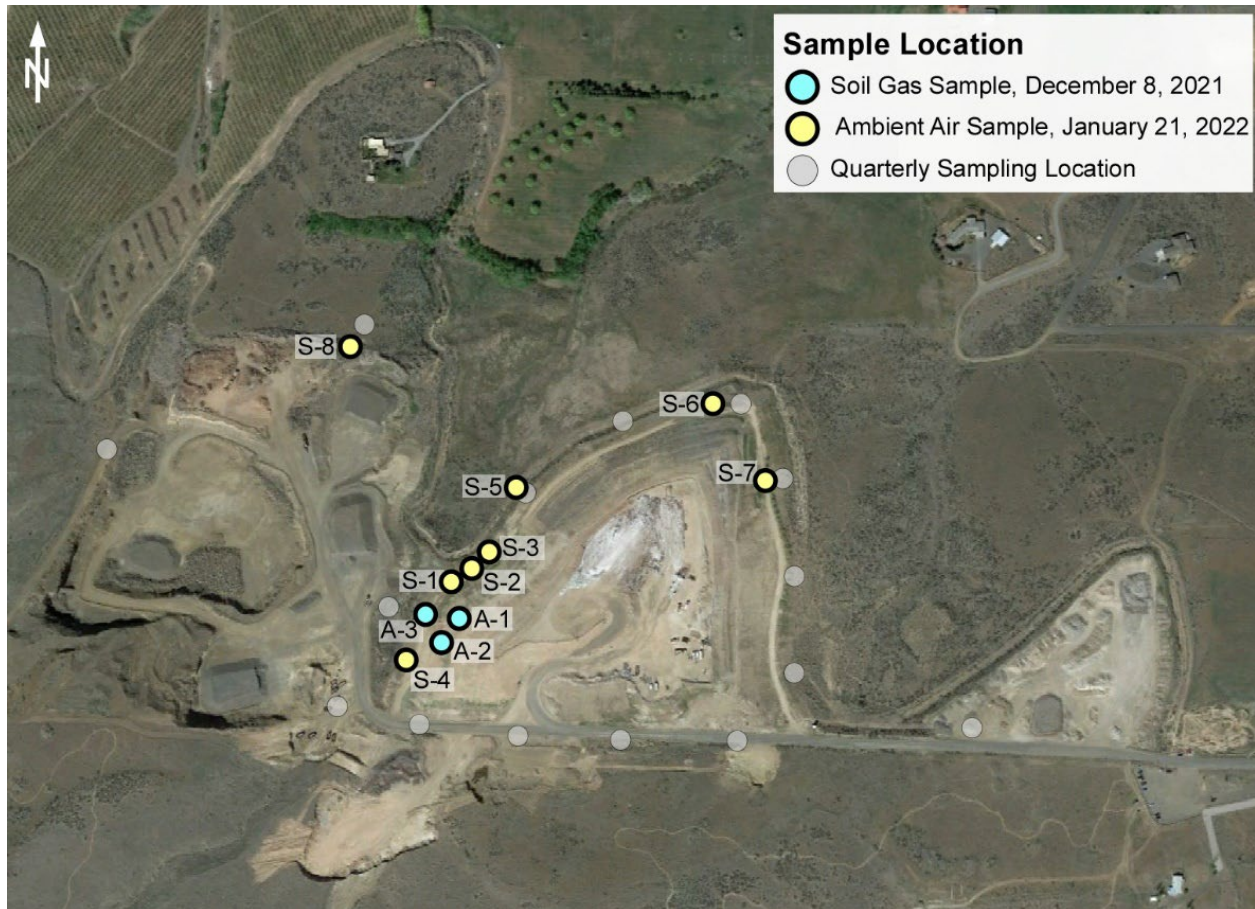 N
Sample Location
Soil Gas Sample, December 8, 2021
Ambient Air Sample, January 21, 2022
Quarterly Sampling Location
S-8
S-6
S-7
S-5
S-3
S-2
S-1
A-1
A-3
A-2
S-4